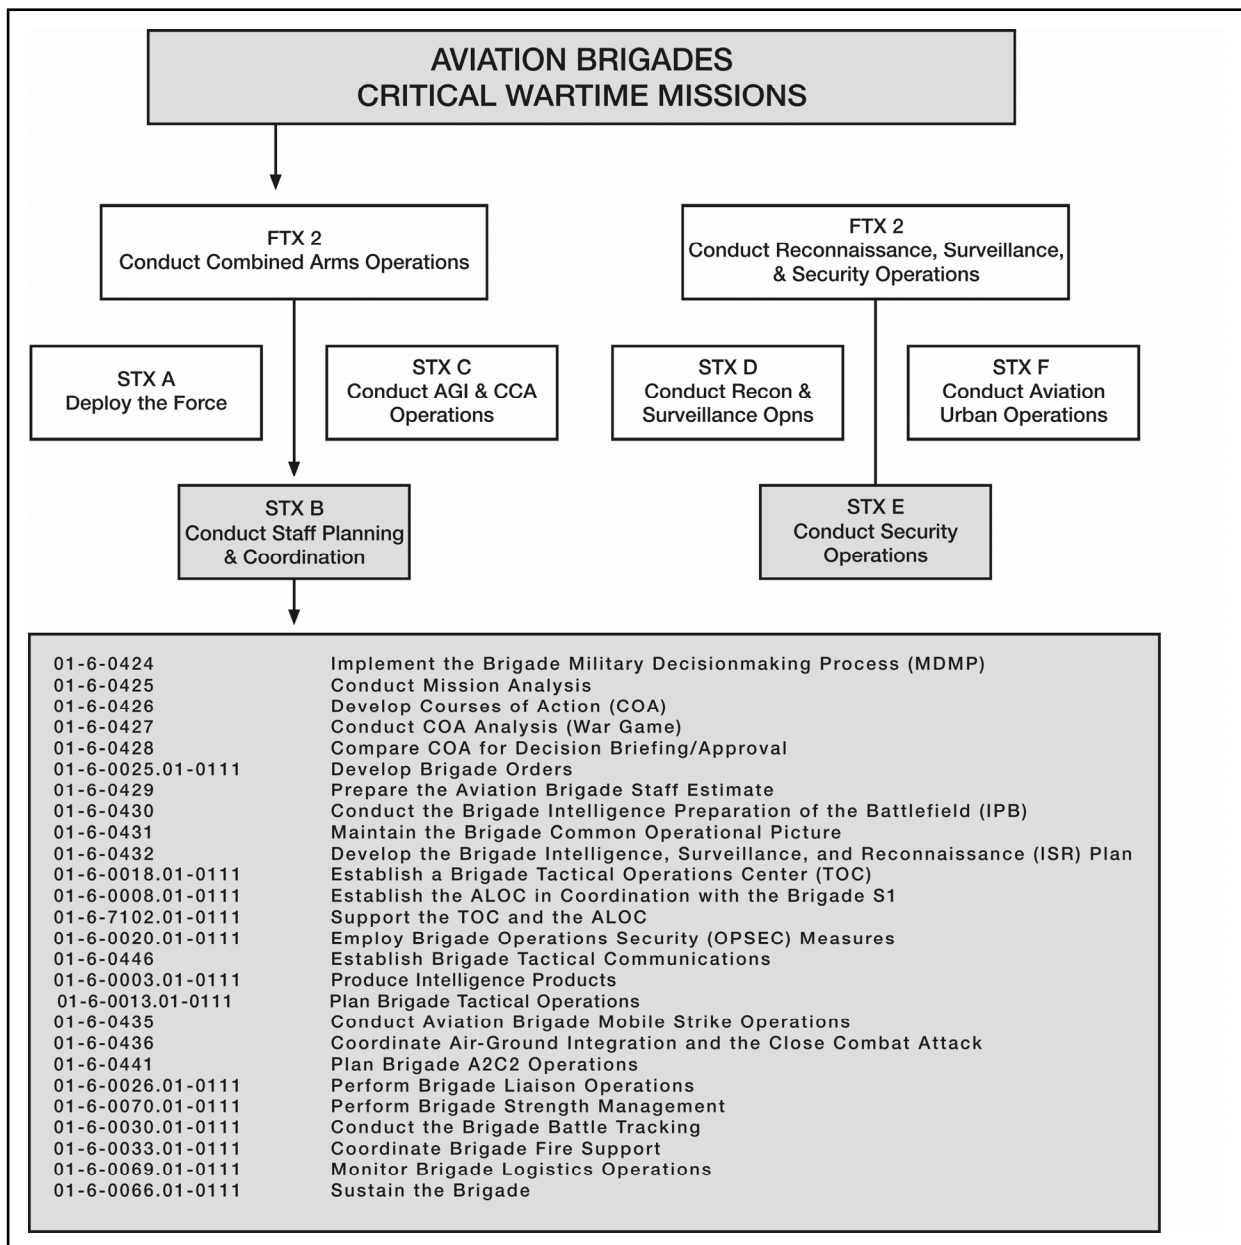 AVIATION BRIGADES
CRITICAL WARTIME MISSIONS
FTX 2
Conduct Combined Arms Operations
FTX 2
Conduct Reconnaissance, Surveillance,
& Security Operations
STX A
Deploy the Force
STX C
Conduct AGI & CCA
Operations
STX D
Conduct Recon &
Surveillance Opns
STX F
Conduct Aviation
Urban Operations
STX B
Conduct Staff Planning
& Coordination
STX E
Conduct Security
Operations
01-6-0424 Implement the Brigade Military Decisionmaking Process (MDMP)
01-6-0425 Conduct Mission Analysis
01-6-0426 Develop Courses of Action (COA)
01-6-0427 Conduct COA Analysis (War Game)
01-6-0428 Compare COA for Decision Briefing/Approval
01-6-0025.01-0111 Develop Brigade Orders
01-6-0429 Prepare the Aviation Brigade Staff Estimate
01-6-0430 Conduct the Brigade Intelligence Preparation of the Battlefield (IPB)
01-6-0431 Maintain the Brigade Common Operational Picture
01-6-0432 Develop the Brigade Intelligence, Surveillance, and Reconnaissance (ISR) Plan
01-6-0018.01-0111 Establish a Brigade Tactical Operations Center (TOC)
01-6-0008.01-0111 Establish the ALOC in Coordination with the Brigade S1
01-6-7102.01-0111 Support the TOC and the ALOC
01-6-0020.01-0111 Employ Brigade Operations Security (OPSEC) Measures
01-6-0446 Establish Brigade Tactical Communications
01-6-0003.01-0111 Produce Intelligence Products
01-6-0013.01-0111 Plan Brigade Tactical Operations
01-6-0435 Conduct Aviation Brigade Mobile Strike Operations
01-6-0436 Coordinate Air-Ground Integration and the Close Combat Attack
01-6-0441 Plan Brigade A2C2 Operations
01-6-0026.01-0111 Perform Brigade Liaison Operations
01-6-0070.01-0111 Perform Brigade Strength Management
01-6-0030.01-0111 Conduct the Brigade Battle Tracking
01-6-0033.01-0111 Coordinate Brigade Fire Support
01-6-0069.01-0111 Monitor Brigade Logistics Operations
01-6-0066.01-0111 Sustain the Brigade